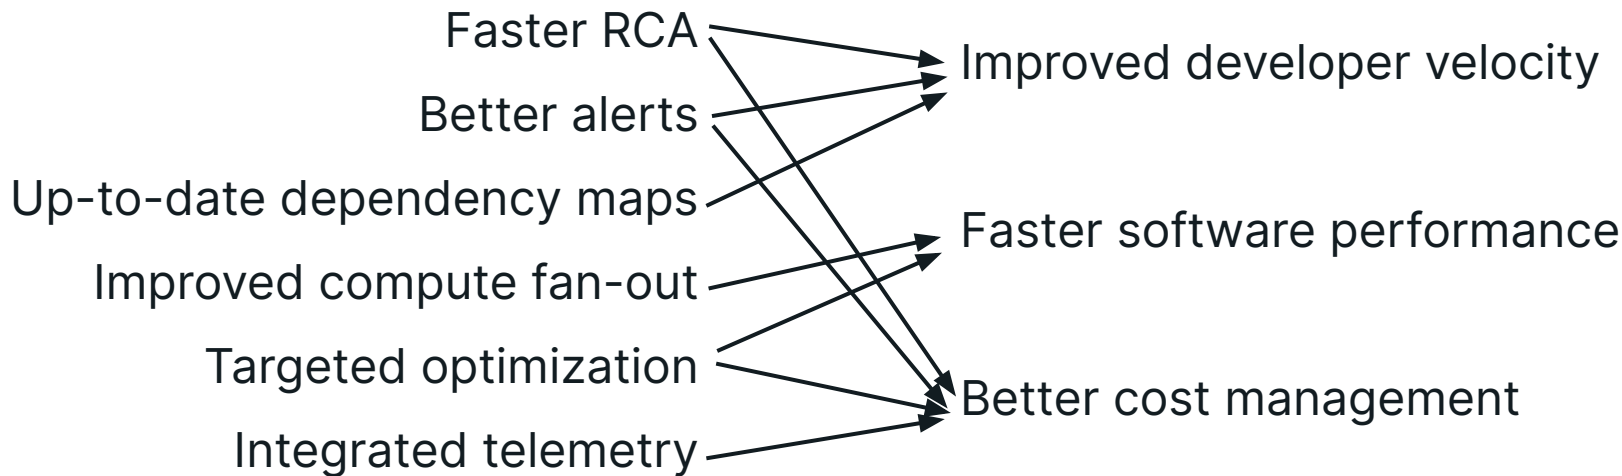 Faster RCA
Better alerts
Up-to-date dependency maps
Improved compute fan-out
Targeted optimization
Integrated telemetry
Improved developer velocity
Faster software performance
Better cost management